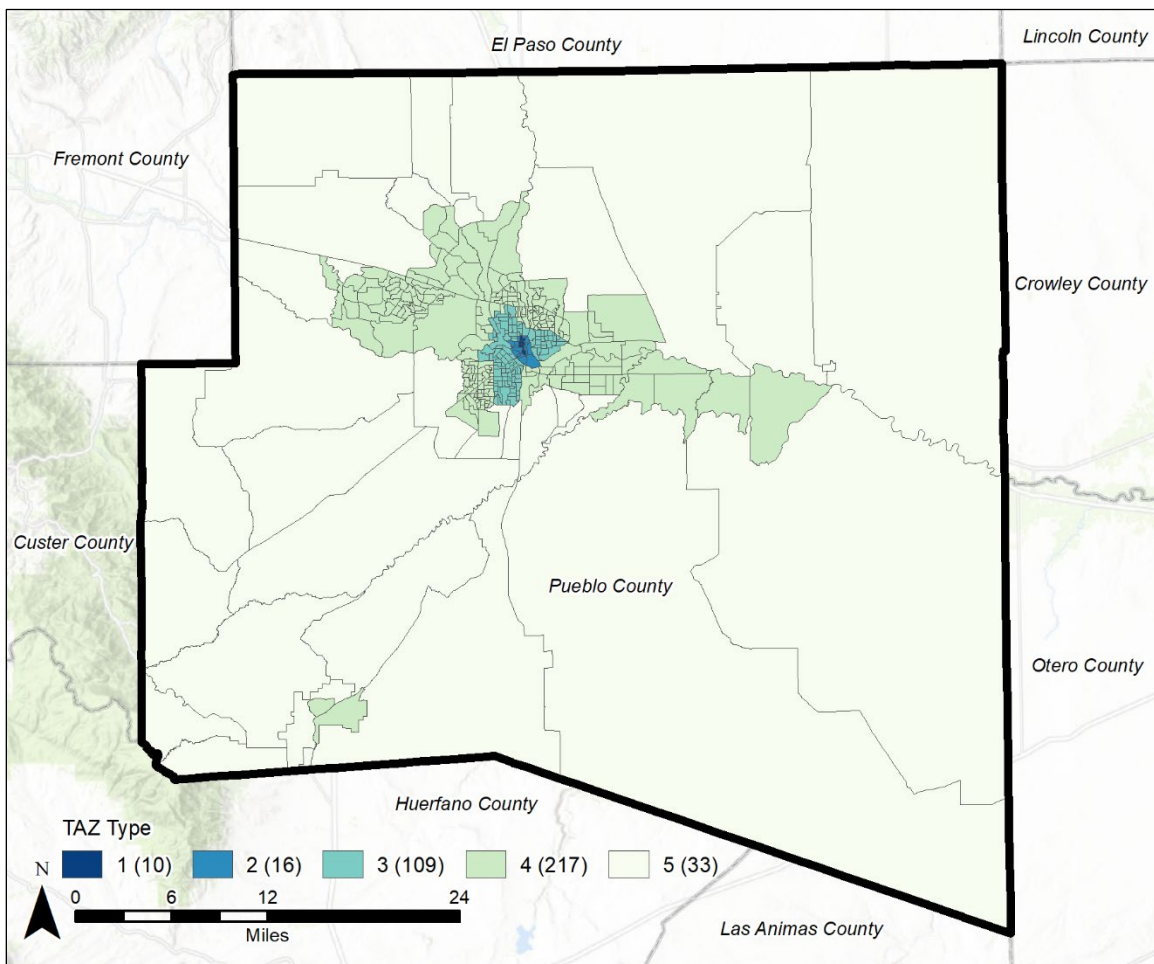 El Paso County
Lincoln County
Fremont County
Crowley County
Custer County
Pueblo County
Otero County
Huerfano County
Las Animas County
TAZ Type
1 (10) 2 (16) 3 (109) 4 (217) 5 (33)
N
0 6 12 24
Miles